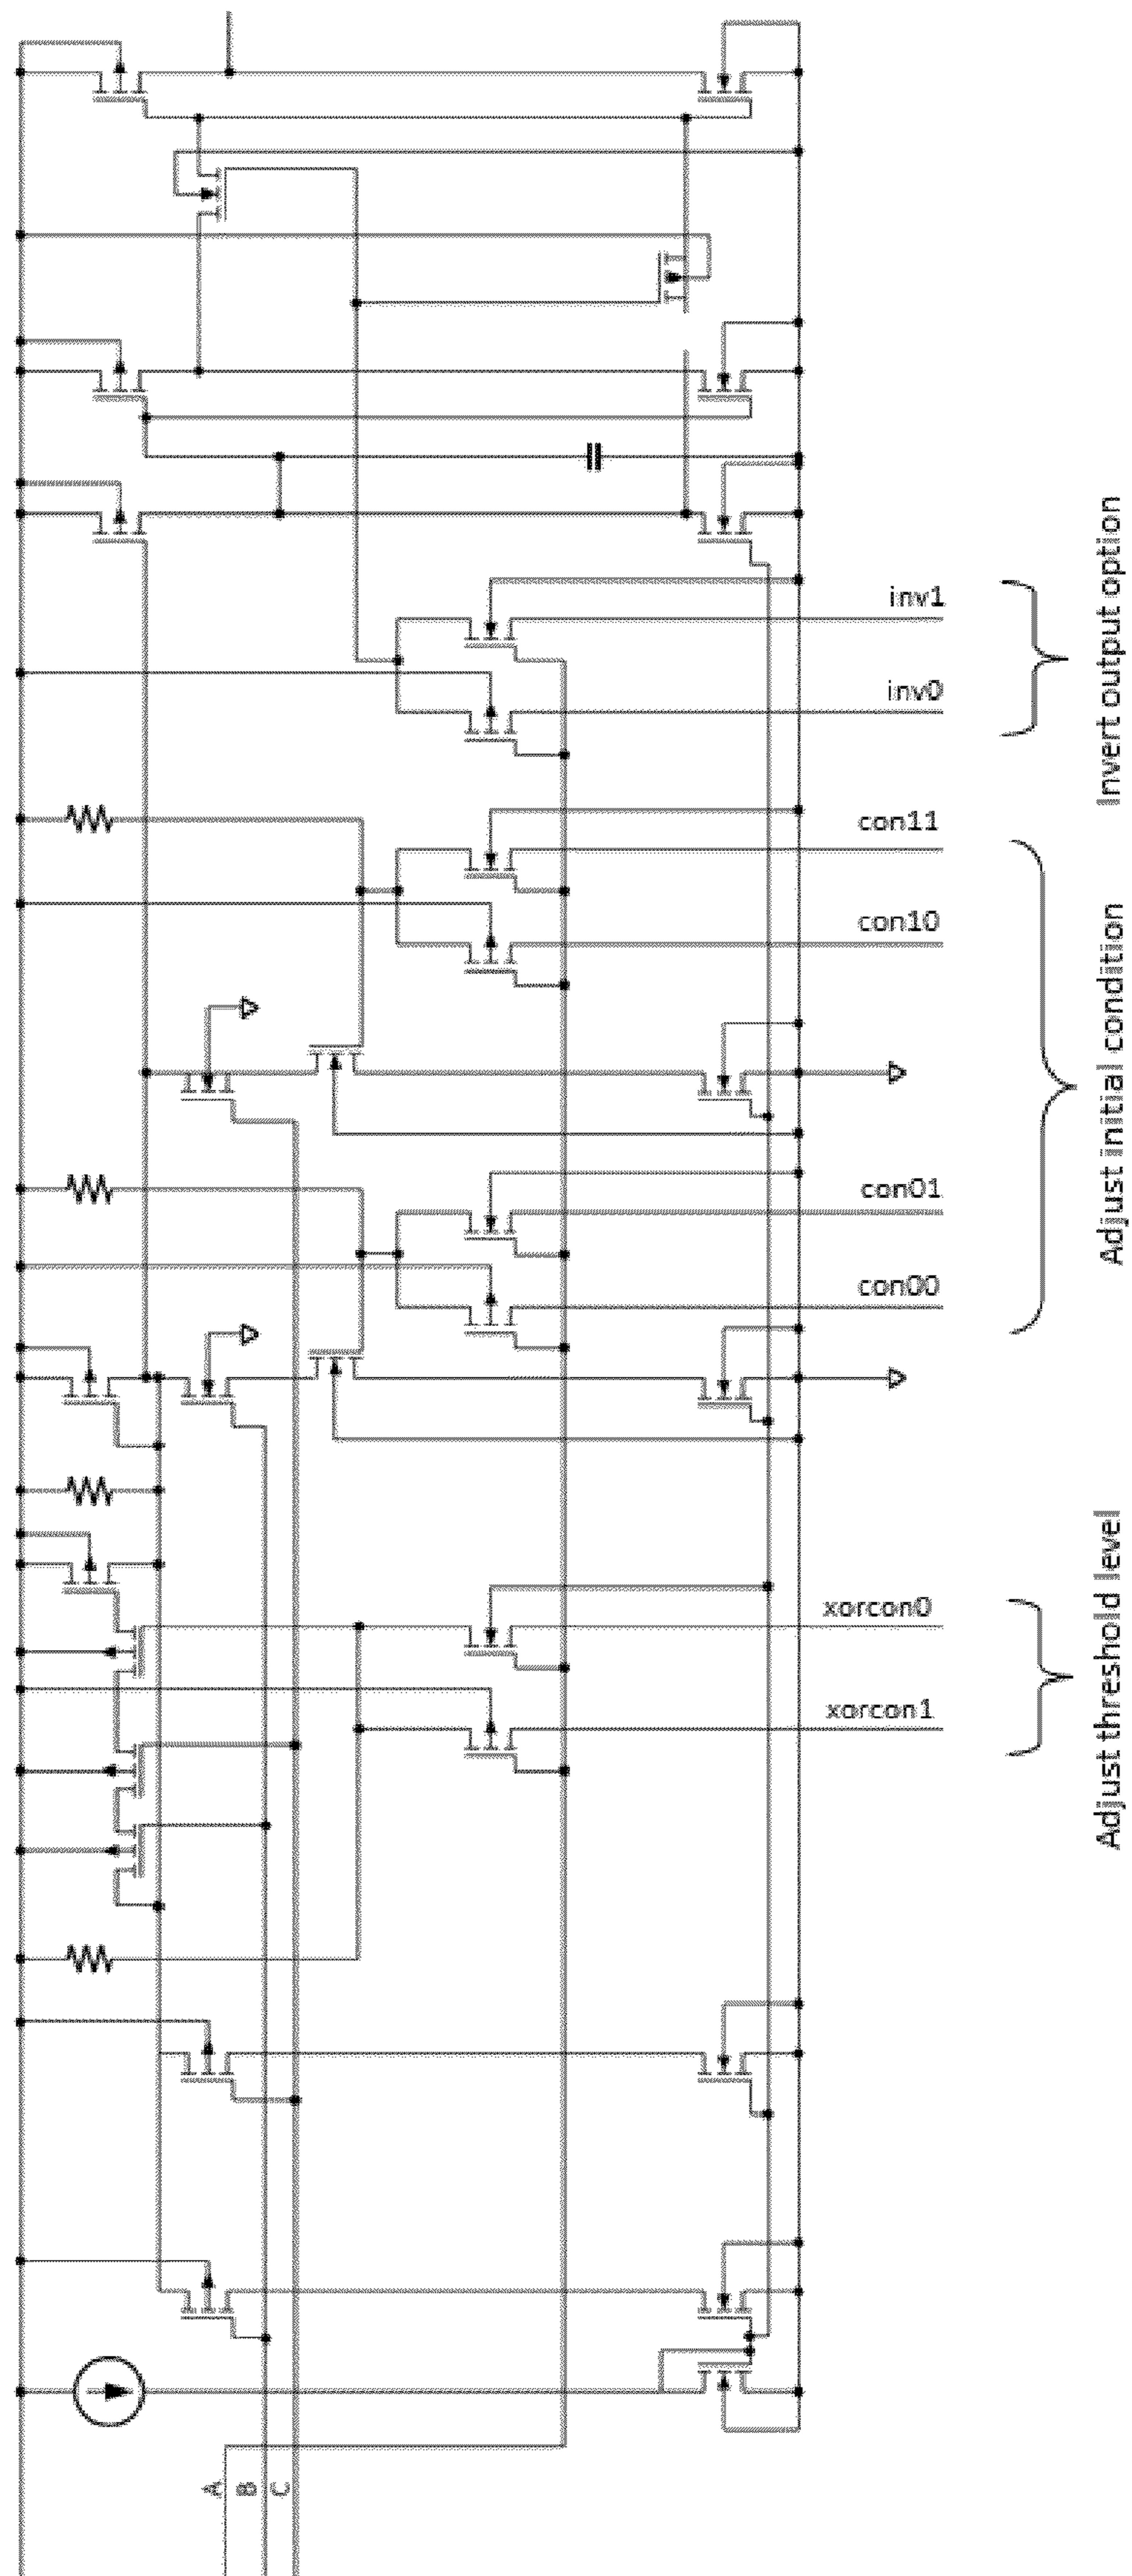 inv1
inv0
Invert output option
con11
con10
Adjust initial condition
con01
con00
xorcon0
xorcon1
Adjust threshold level
A
B
C